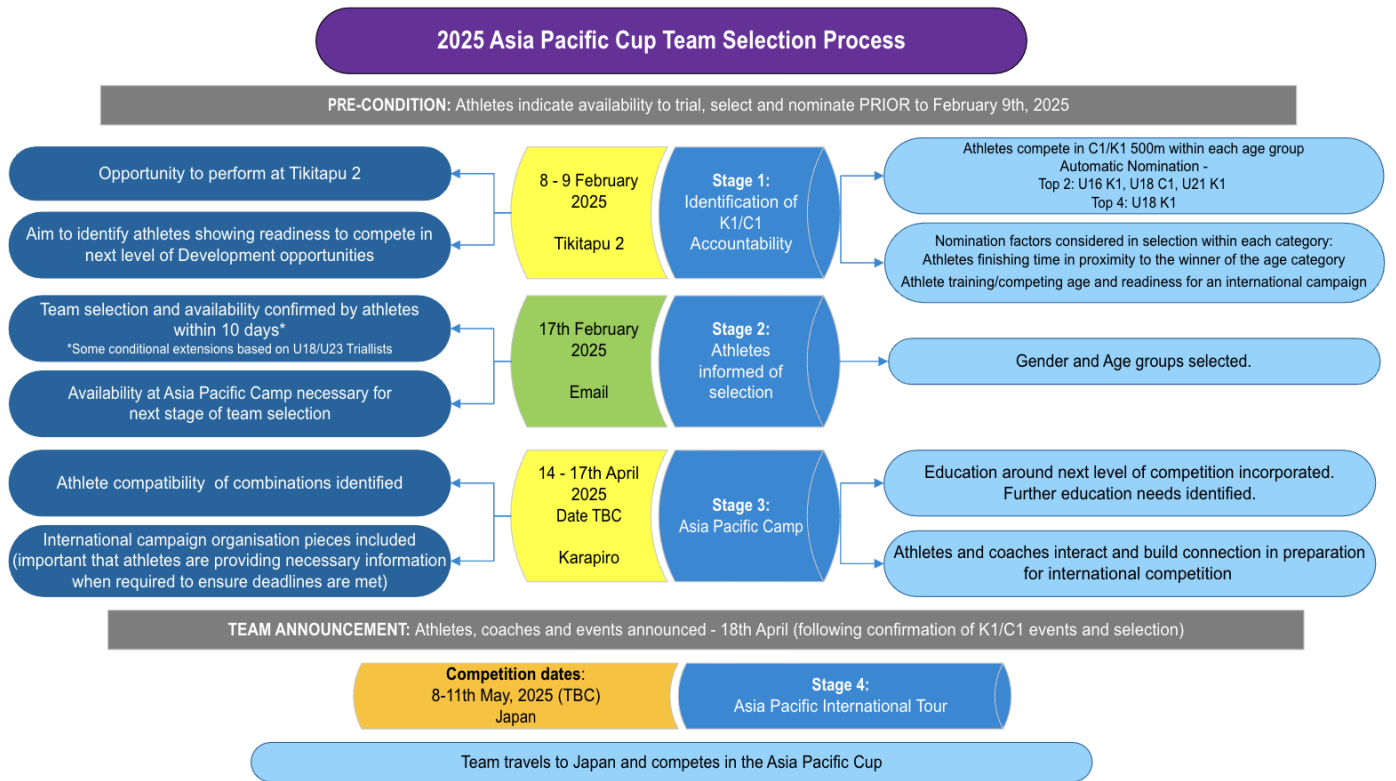 2025 Asia Pacific Cup Team Selection Process
PRE-CONDITION: Athletes indicate availability to trial, select and nominate PRIOR to February 9th, 2025
Opportunity to perform at Tikitapu 2
Aim to identify athletes showing readiness to compete in
next level of Development opportunities
8 - 9 February
2025
Tikitapu 2
Stage 1:
Identification of
K1/C1
Accountability
Athletes compete in C1/K1 500m within each age group
Automatic Nomination -
Top 2: U16 K1, U18 C1, U21 K1
Top 4: U18 K1
Nomination factors considered in selection within each category:
Athletes finishing time in proximity to the winner of the age category
Athlete training/competing age and readiness for an international campaign
Team selection and availability confirmed by athletes
within 10 days*
*Some conditional extensions based on U18/U23 Triallists
Availability at Asia Pacific Camp necessary for
next stage of team selection
17th February
2025
Email
Stage 2:
Athletes
informed of
selection
Gender and Age groups selected.
Athlete compatibility  of combinations identified
International campaign organisation pieces included
(important that athletes are providing necessary information
when required to ensure deadlines are met)
14 - 17th April
2025
Date TBC
Karapiro
Stage 3:
Asia Pacific Camp
Education around next level of competition incorporated.
Further education needs identified.
Athletes and coaches interact and build connection in preparation
for international competition
TEAM ANNOUNCEMENT: Athletes, coaches and events announced - 18th April (following confirmation of K1/C1 events and selection)
Competition dates:
8-11th May, 2025 (TBC)
Japan
Stage 4:
Asia Pacific International Tour
Team travels to Japan and competes in the Asia Pacific Cup